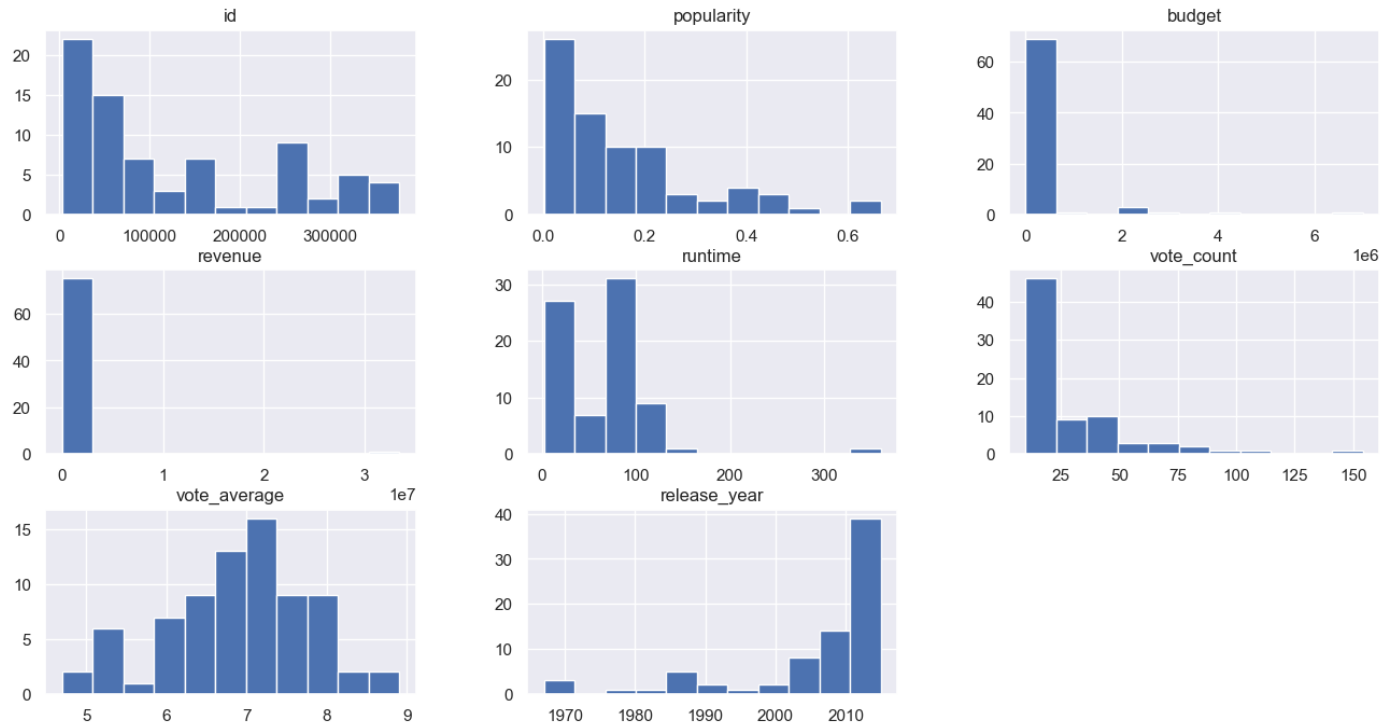 id popularity budget
20 20 60
15
10 10 40
5 20
0 0 0
0 100000 200000 300000 0.0 0.2 0.4 0.6 0 2 4 6
1e6
revenue runtime vote_count
60 30 40
40 20 30
20 10 20
10
0 0 0
0 1 2 3 0 100 200 300 25 50 75 100 125 150
1e7
vote_average release_year
15 40
10 30
20
5 10
0 0
5 6 7 8 9 1970 1980 1990 2000 2010